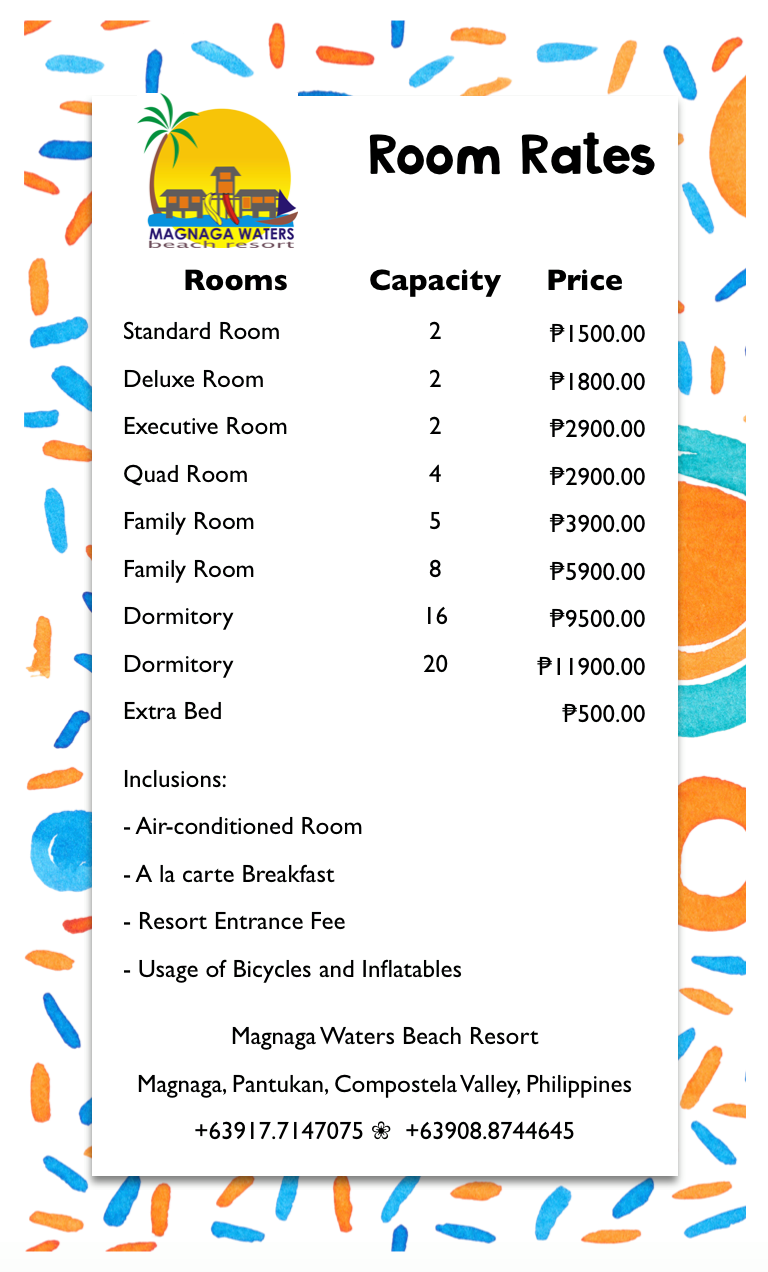 MAGNAGA WATERS
beach resort
Room Rates
Rooms Capacity Price
Standard Room 2 ₱1500.00
Deluxe Room 2 ₱1800.00
Executive Room 2 ₱2900.00
Quad Room 4 ₱2900.00
Family Room 5 ₱3900.00
Family Room 8 ₱5900.00
Dormitory 16 ₱9500.00
Dormitory 20 ₱11900.00
Extra Bed ₱500.00
Inclusions:
- Air-conditioned Room
- A la carte Breakfast
- Resort Entrance Fee
- Usage of Bicycles and Inflatables
Magnaga Waters Beach Resort
Magnaga, Pantukan, Compostela Valley, Philippines
+63917.7147075 ❀ +63908.8744645